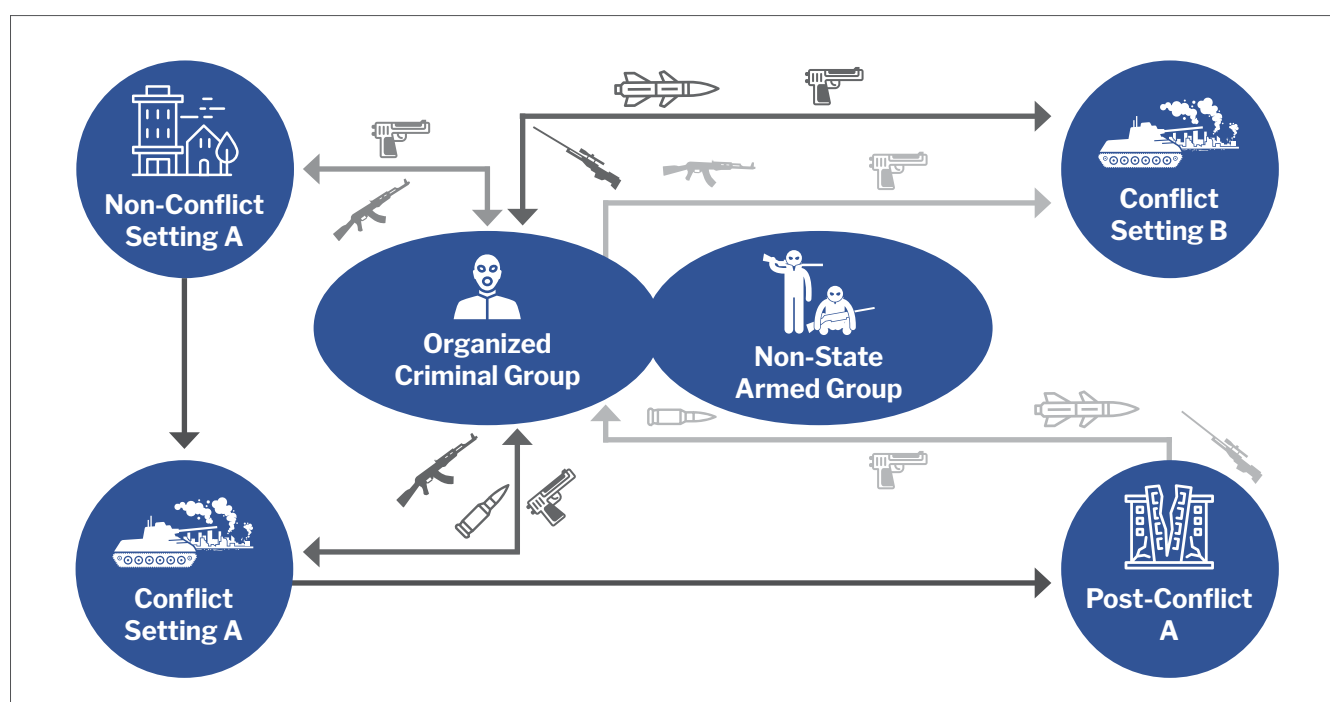 Non-Conflict
Setting A
Conflict
Setting B
Organized
Criminal Group
Non-State
Armed Group
Conflict
Setting A
Post-Conflict
A